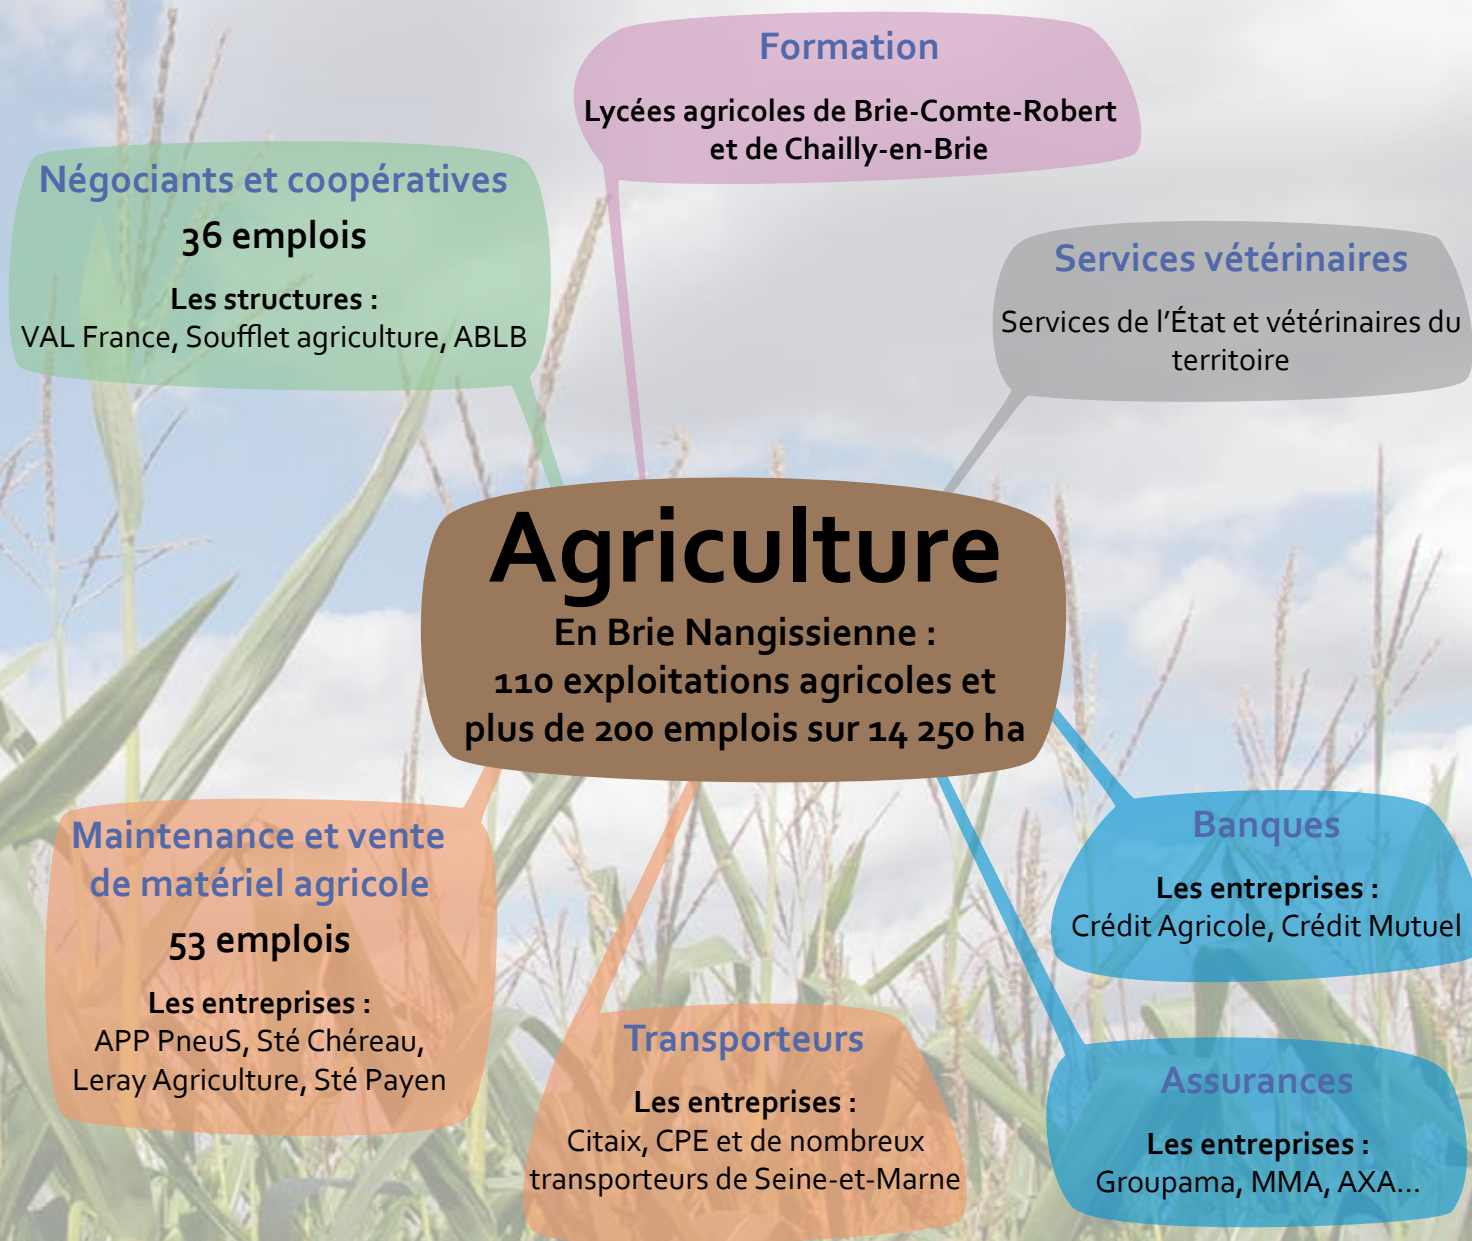 Formation
Lycées agricoles de Brie-Comte-Robert
et de Chailly-en-Brie
Négociants et coopératives
36 emplois
Les structures :
VAL France, Soufflet agriculture, ABLB
Services vétérinaires
Services de l’État et vétérinaires du
territoire
Agriculture
En Brie Nangissienne :
110 exploitations agricoles et
plus de 200 emplois sur 14 250 ha
Maintenance et vente
de matériel agricole
53 emplois
Les entreprises :
APP PneuS, Sté Chéreau,
Leray Agriculture, Sté Payen
Transporteurs
Les entreprises :
Citaix, CPE et de nombreux
transporteurs de Seine-et-Marne
Banques
Les entreprises :
Crédit Agricole, Crédit Mutuel
Assurances
Les entreprises :
Groupama, MMA, AXA...